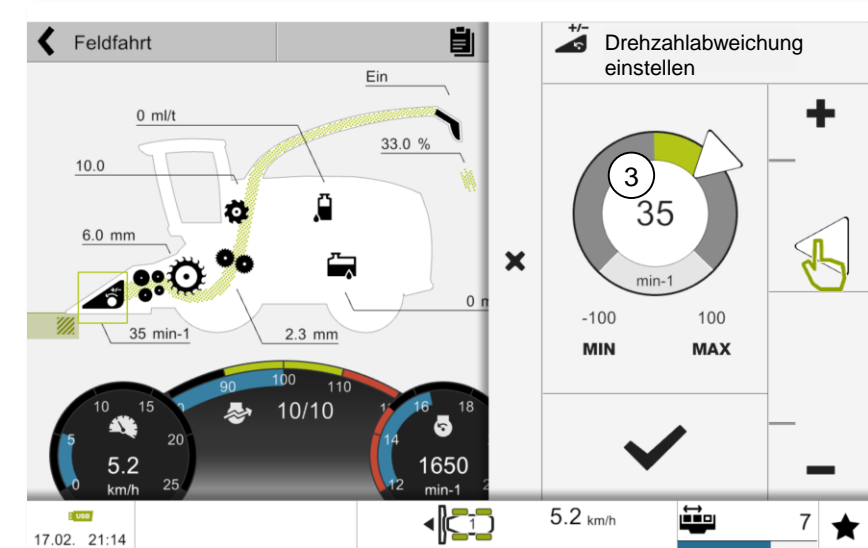 Feldfahrt
+/-
Drehzahlabweichung
einstellen
Ein
0 ml/t
33.0 %
10.0
6.0 mm
+/-
35 min-1
2.3 mm
3
35
min-1
-100
100
MIN
MAX
90
100
110
10/10
10
15
5
20
0
25
5.2
km/h
16
18
14
12
1650
min-1
USB
17.02. 21:14
1
5.2 km/h
7